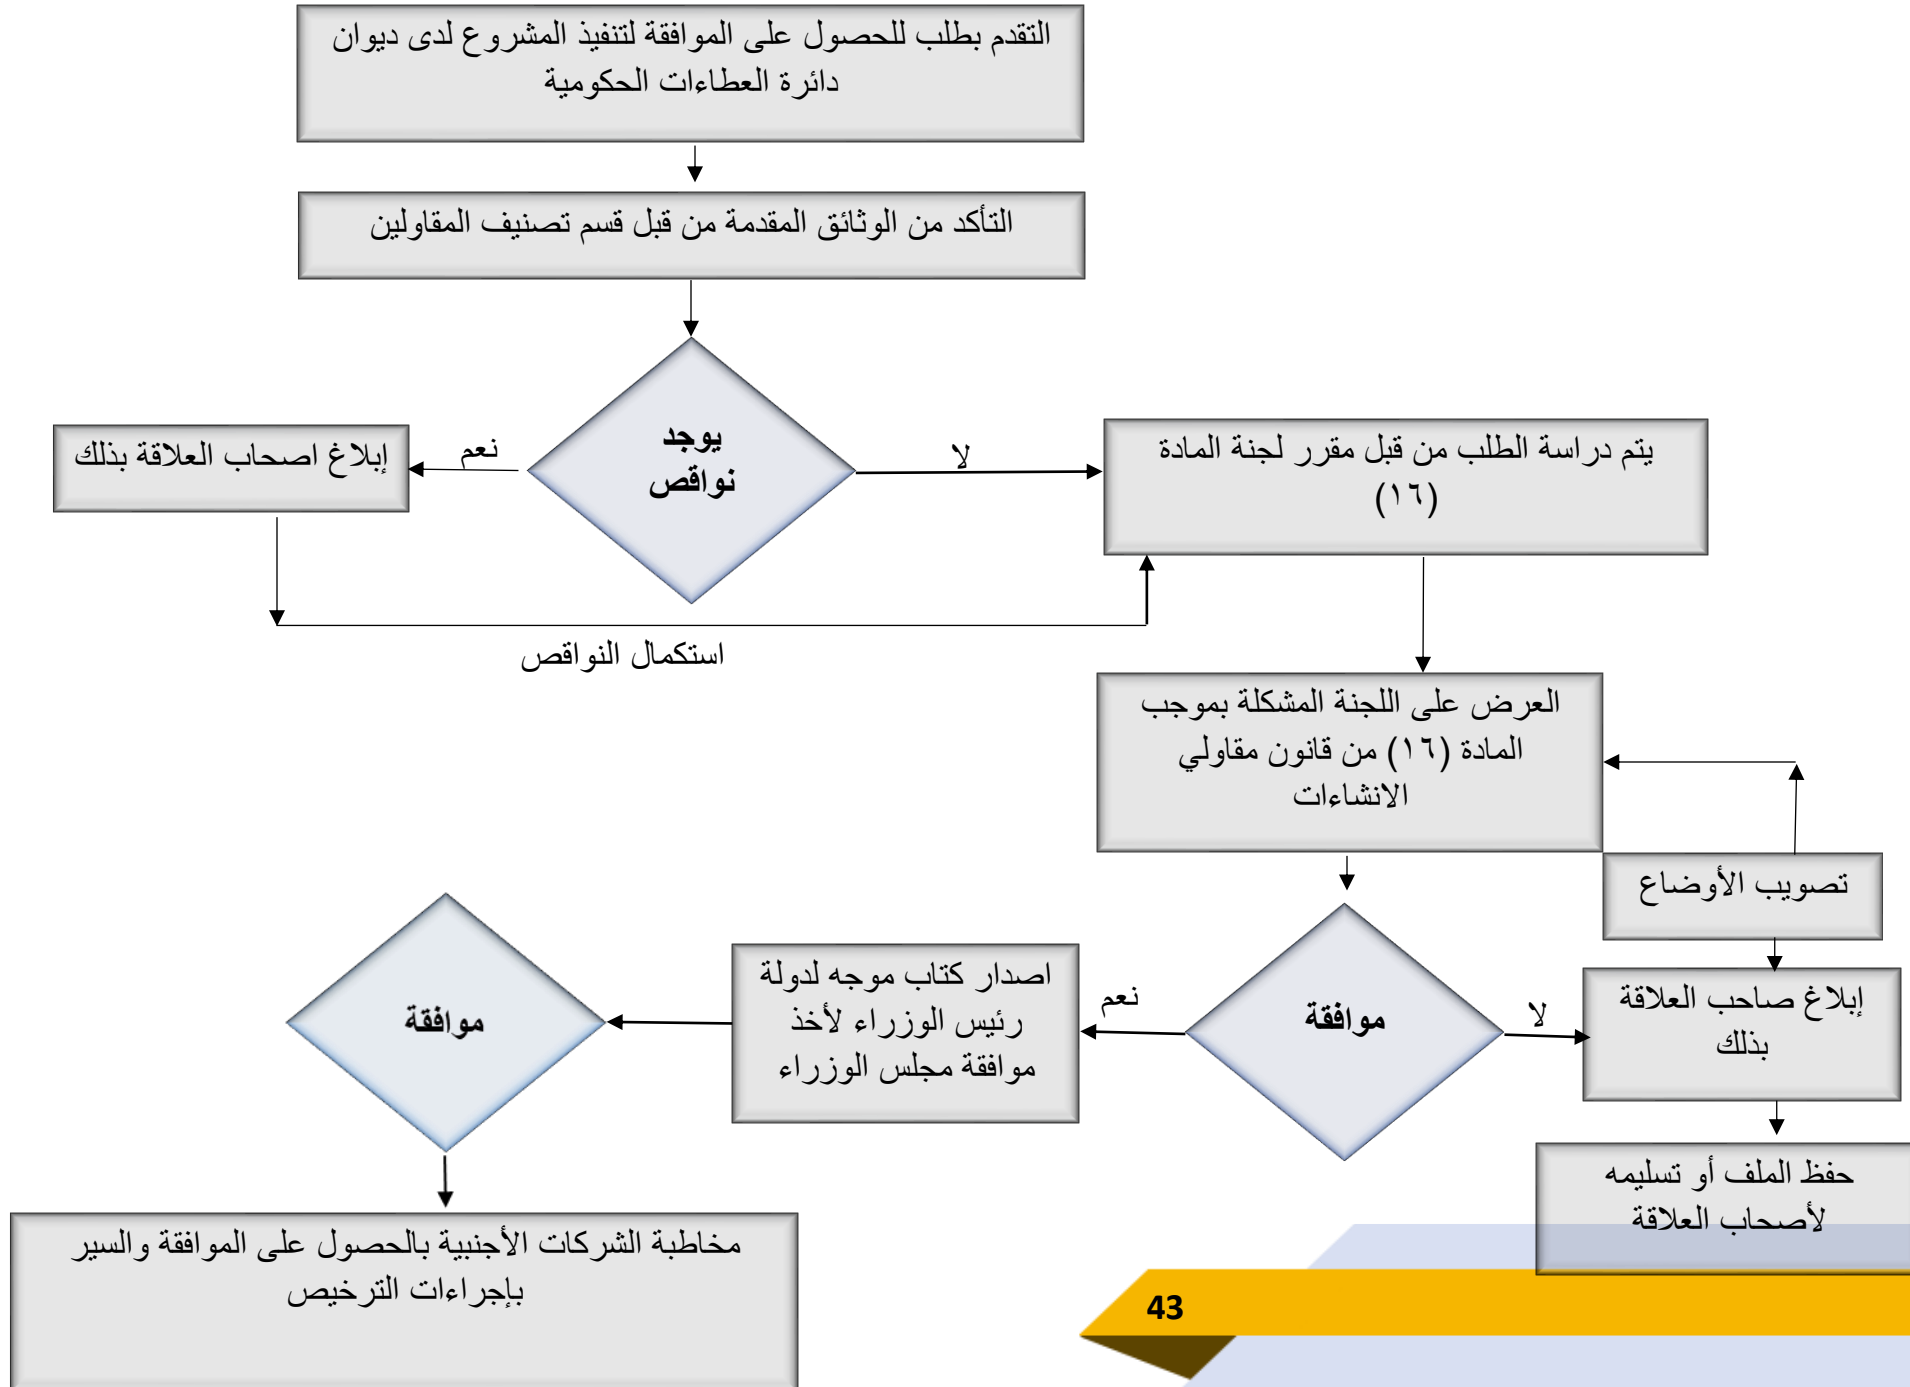 التقدم بطلب للحصول على الموافقة لتنفيذ المشروع لدى ديوان
دائرة العطاءات الحكومية
التأكد من الوثائق المقدمة من قبل قسم تصنيف المقاولين
يوجد
نواقص
لا
نعم
يتم دراسة الطلب من قبل مقرر لجنة المادة
(١٦)
إبلاغ اصحاب العلاقة بذلك
استكمال النواقص
العرض على اللجنة المشكلة بموجب
المادة (١٦) من قانون مقاولي
الانشاءات
تصويب الأوضاع
إبلاغ صاحب العلاقة
بذلك
لا
موافقة
نعم
اصدار كتاب موجه لدولة
رئيس الوزراء لأخذ
موافقة مجلس الوزراء
موافقة
حفظ الملف أو تسليمه
لأصحاب العلاقة
مخاطبة الشركات الأجنبية بالحصول على الموافقة والسير
بإجراءات الترخيص
43